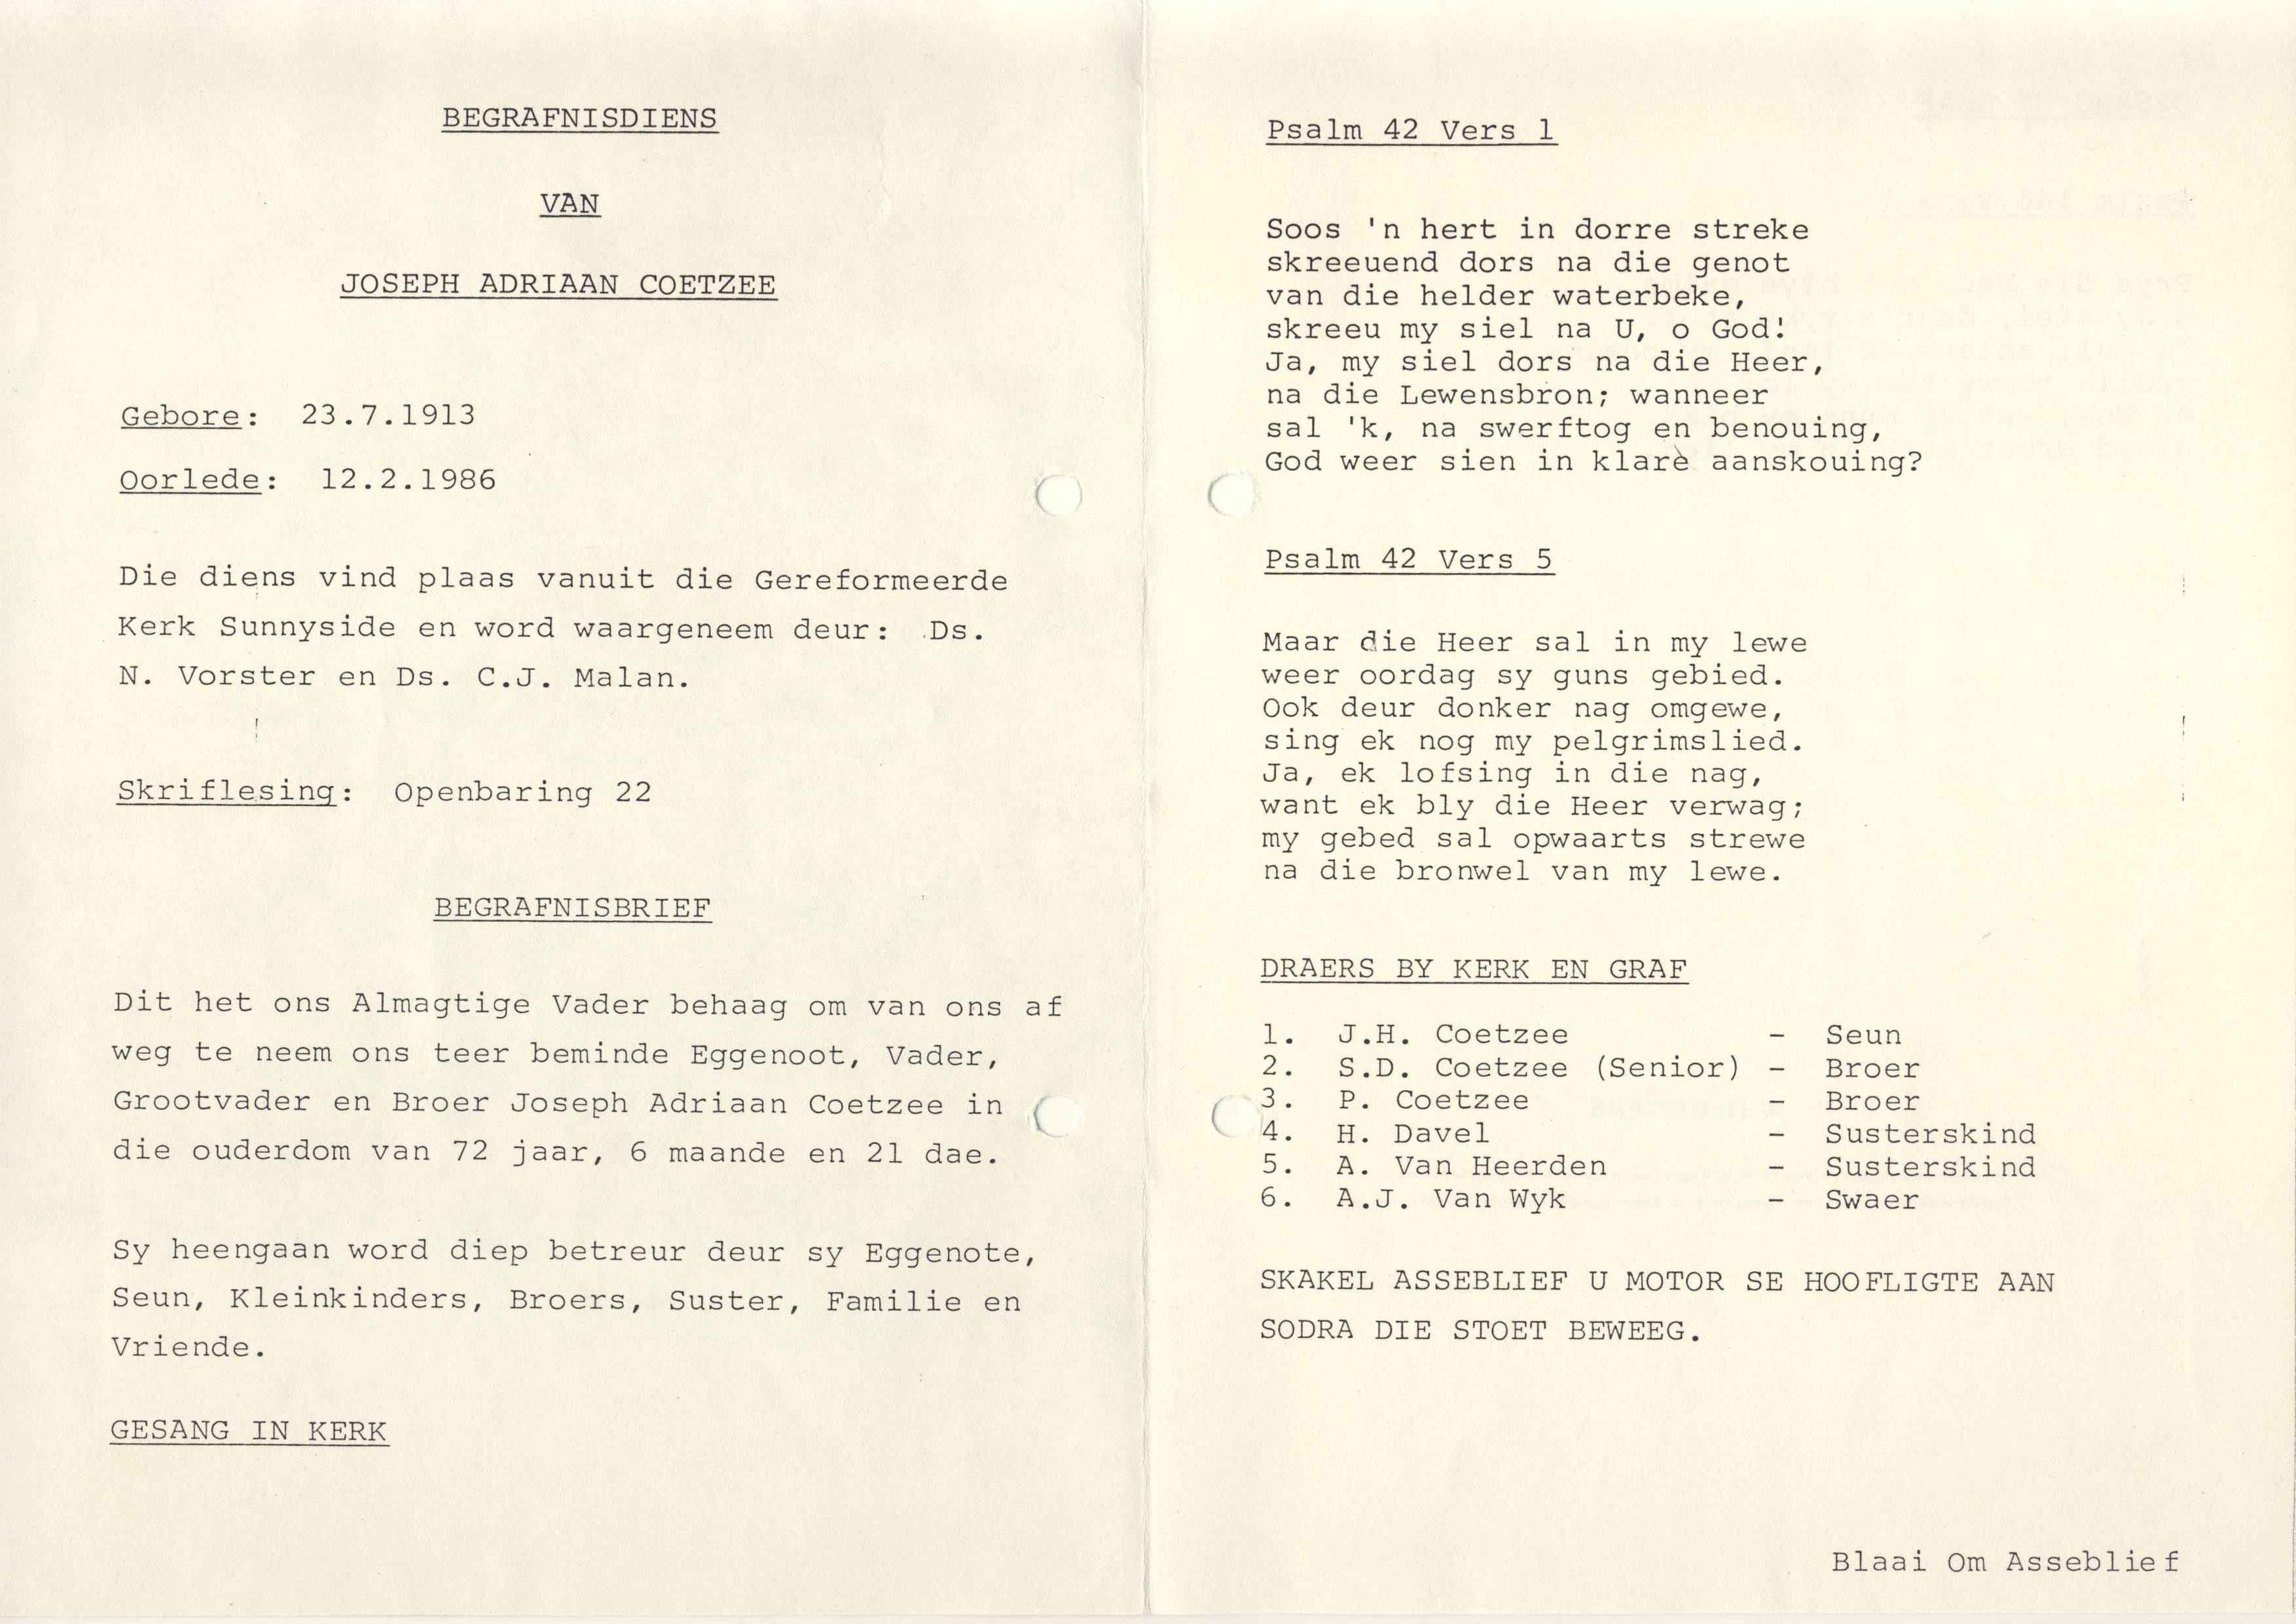 BEGRAFNISDIENS
VAN
JOSEPH ADRIAAN COETZEE
Gebore: 23.7.1913
Oorlede: 12.2.1986
Die diens vind plaas vanuit die Gereformeerde
Kerk Sunnyside en word waargeneem deur: Ds.
N. Vorster en Ds. C.J. Malan.
Skriflesing: Openbaring 22
BEGRAFNISBRIEF
Dit het ons Almagtige Vader behaag om van ons af
weg te neem ons teer beminde Eggenoot, Vader,
Grootvader en Broer Joseph Adriaan Coetzee in
die ouderdom van 72 jaar, 6 maande en 21 dae.
Sy heengaan word diep betreur deur sy Eggenote,
Seun, Kleinkinders, Broers, Suster, Familie en
Vriende.
GESANG IN KERK
Psalm 42 Vers 1
Soos 'n hert in dorre streke
skreeuend dors na die genot
van die helder waterbeke,
skreeu my siel na U, o God!
Ja, my siel dors na die Heer,
na die Lewensbron; wanneer
sal 'k, na swerftog en benouing,
God weer sien in klarè aanskouing?
Psalm 42 Vers 5
Maar die Heer sal in my lewe
weer oordag sy guns gebied.
Ook deur donker nag omgewe,
sing ek nog my pelgrimslied.
Ja, ek lofsing in die nag,
want ek bly die Heer verwag;
my gebed sal opwaarts strewe
na die bronwel van my lewe.
DRAERS BY KERK EN GRAF
1. J.H. Coetzee - Seun
2. S.D. Coetzee (Senior) - Broer
3. P. Coetzee - Broer
4. H. Davel - Susterskind
5. A. Van Heerden - Susterskind
6. A.J. Van Wyk - Swaer
SKAKEL ASSEBLIEF U MOTOR SE HOOFLIGTE AAN
SODRA DIE STOET BEWEEG.
Blaai Om Asseblief